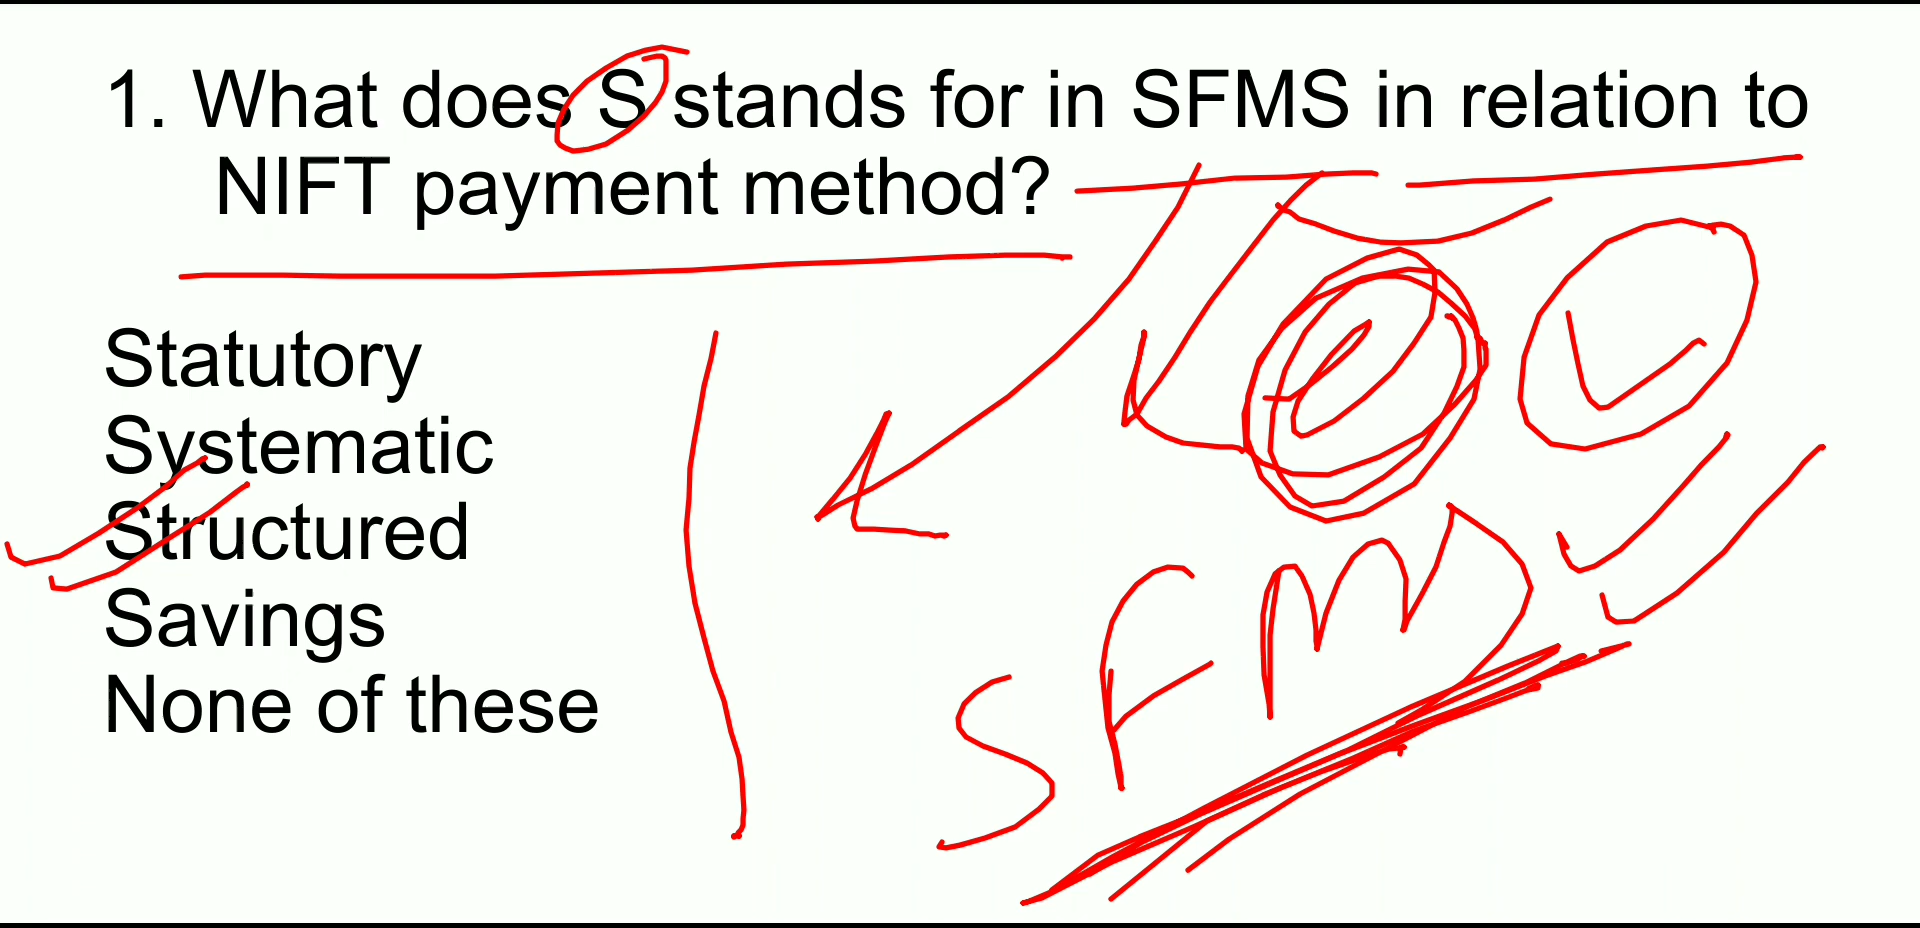 1. What does S stands for in SFMS in relation to
NIFT payment method?
Statutory
Systematic
Structured
Savings
None of these
SFMS